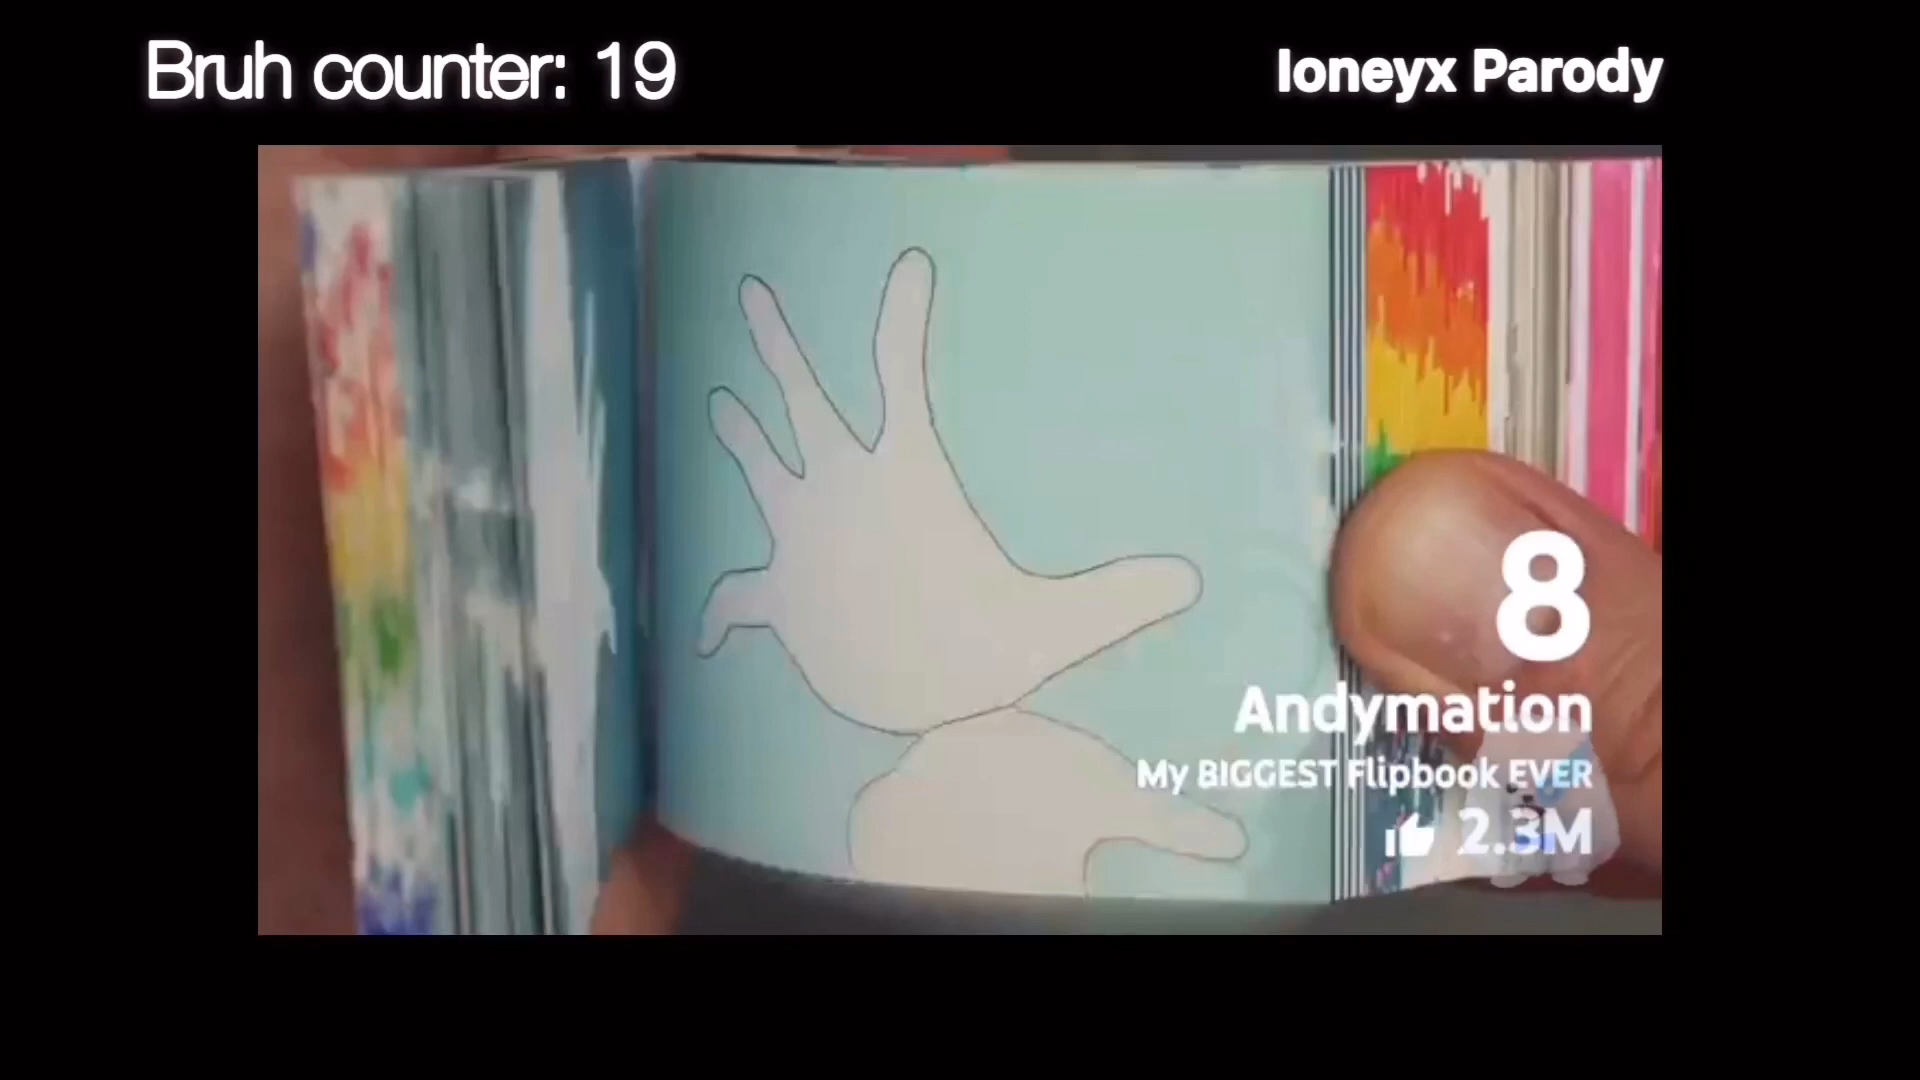 Bruh counter: 19
Ioneyx Parody
8
Andymation
My BIGGEST Flipbook EVER
2.3M